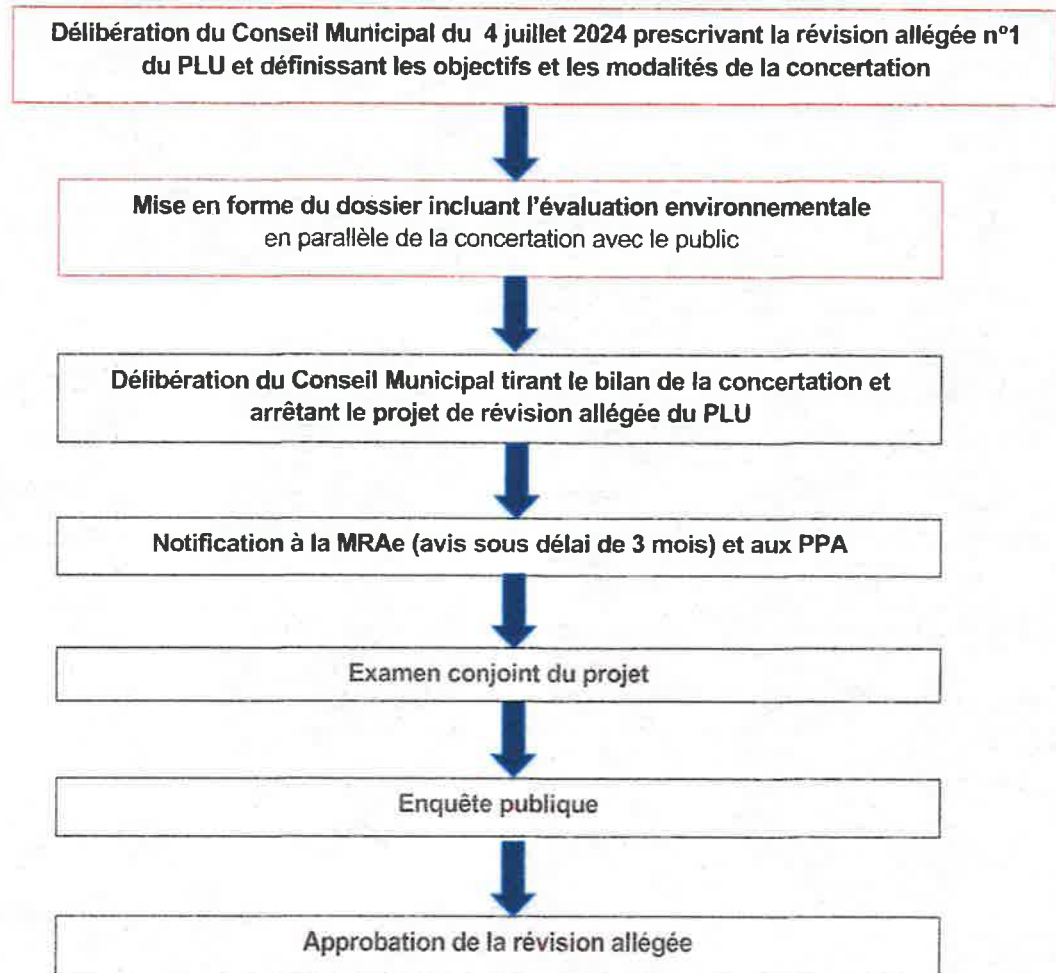 Délibération du Conseil Municipal du 4 juillet 2024 prescrivant la révision allégée nº1
du PLU et définissant les objectifs et les modalités de la concertation
Mise en forme du dossier incluant l'évaluation environnementale
en parallèle de la concertation avec le public
Délibération du Conseil Municipal tirant le bilan de la concertation et
arrêtant le projet de révision allégée du PLU
Notification à la MRAe (avis sous délai de 3 mois) et aux PPA
Examen conjoint du projet
Enquête publique
Approbation de la révision allégée